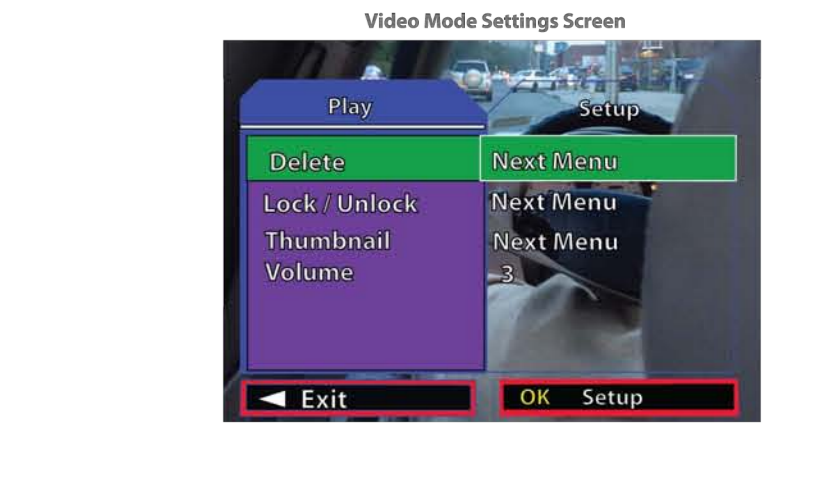 Video Mode Settings Screen
Play Setup
Delete Next Menu
Lock / Unlock Next Menu
Thumbnail Next Menu
Volume 3
Exit OK Setup